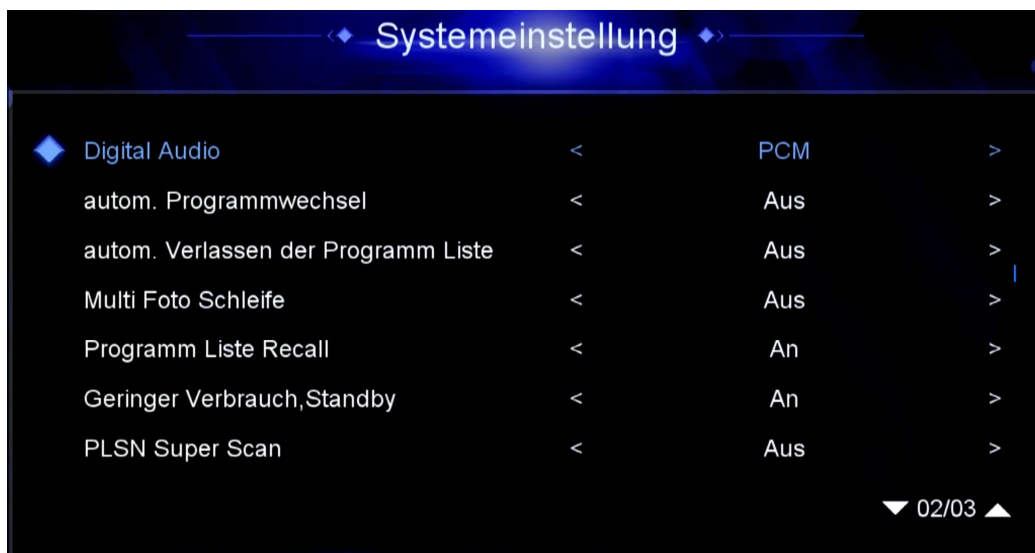 Systemeinstellung
Digital Audio < PCM >
autom. Programmwechsel < Aus >
autom. Verlassen der Programm Liste < Aus >
Multi Foto Schleife < Aus >
Programm Liste Recall < An >
Geringer Verbrauch,Standby < An >
PLSN Super Scan < Aus >
02/03